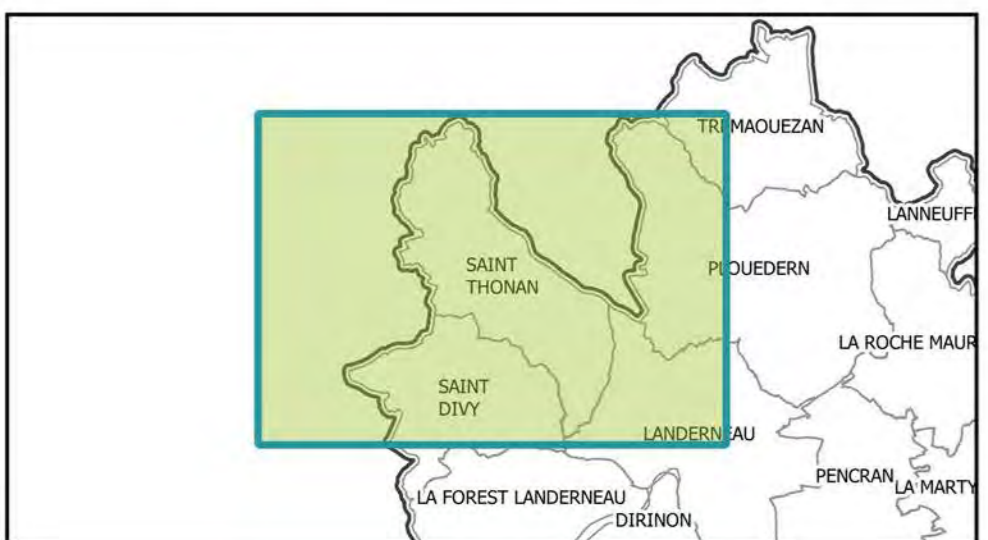 TREMAOUEZAN
LANNEUFF
SAINT
THONAN
PLOUEDERN
LA ROCHE MAUR
SAINT
DIVY
LANDERNEAU
PENCRAN
LA MARTY
LA FOREST LANDERNEAU
DIRINON